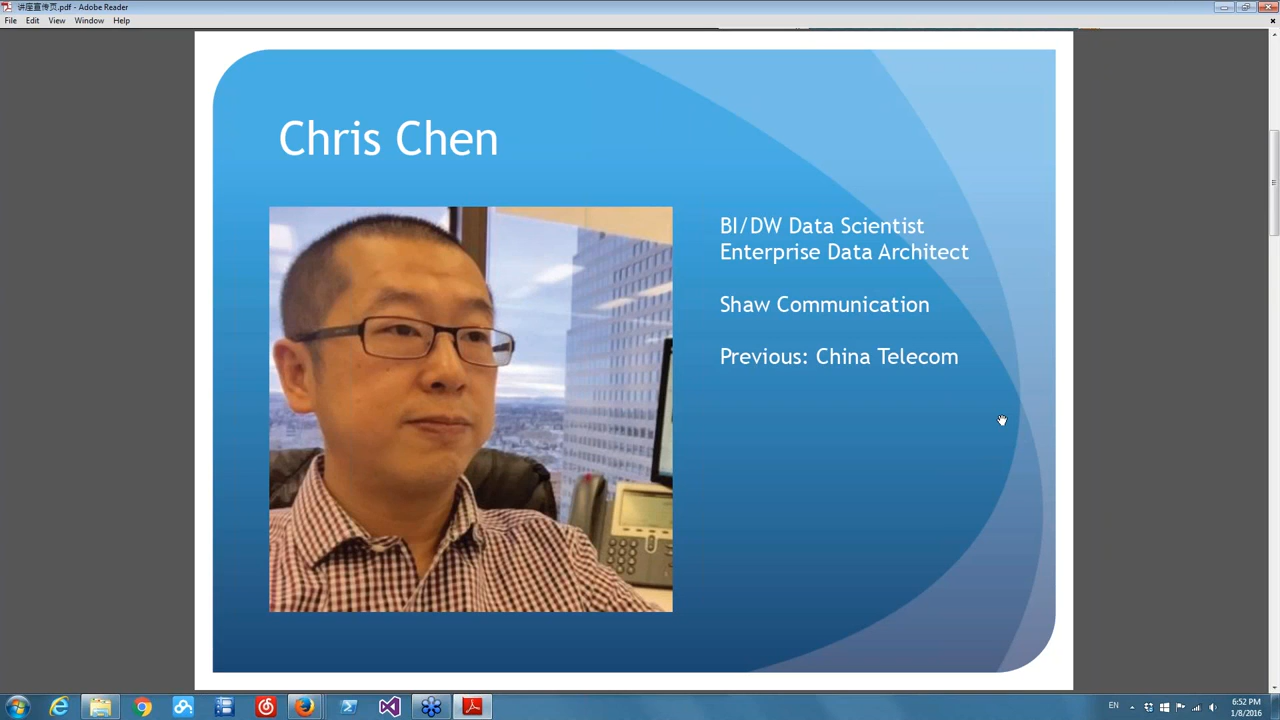 讲座宣传页.pdf - Adobe Reader
File Edit View Window Help
Chris Chen
BI/DW Data Scientist
Enterprise Data Architect
Shaw Communication
Previous: China Telecom
EN
6:52 PM
1/8/2016